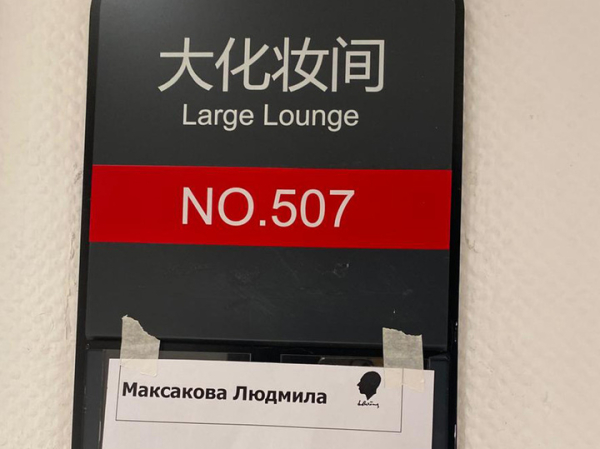 大化妆间
Large Lounge
NO.507
Максакова Людмила